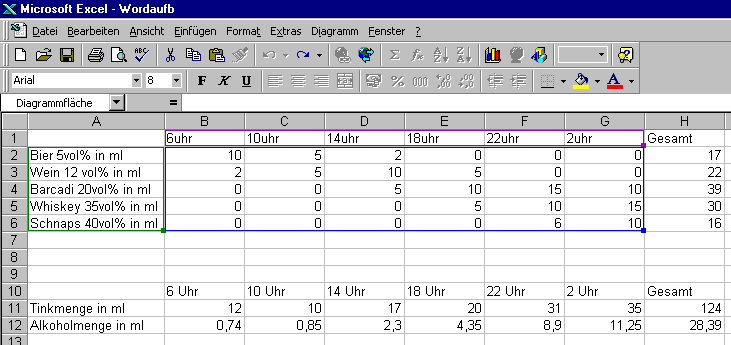 Microsoft Excel - Wordaufb
Datei Bearbeiten Ansicht Einfügen Format Extras Diagramm Fenster ?
ABC Σ fx A Z Z A ?
Arial 8 F K U % 000 A
Diagrammfläche =
A B C D E F G H
1 6uhr 10uhr 14uhr 18uhr 22uhr 2uhr Gesamt
2 Bier 5vol% in ml 10 5 2 0 0 0 17
3 Wein 12 vol% in ml 2 5 10 5 0 0 22
4 Barcadi 20vol% in ml 0 0 5 10 15 10 39
5 Whiskey 35vol% in ml 0 0 0 5 10 15 30
6 Schnaps 40vol% in ml 0 0 0 0 6 10 16
7
8
9
10 6 Uhr 10 Uhr 14 Uhr 18 Uhr 22 Uhr 2 Uhr Gesamt
11 Tinkmenge in ml 12 10 17 20 31 35 124
12 Alkoholmenge in ml 0,74 0,85 2,3 4,35 8,9 11,25 28,39
13